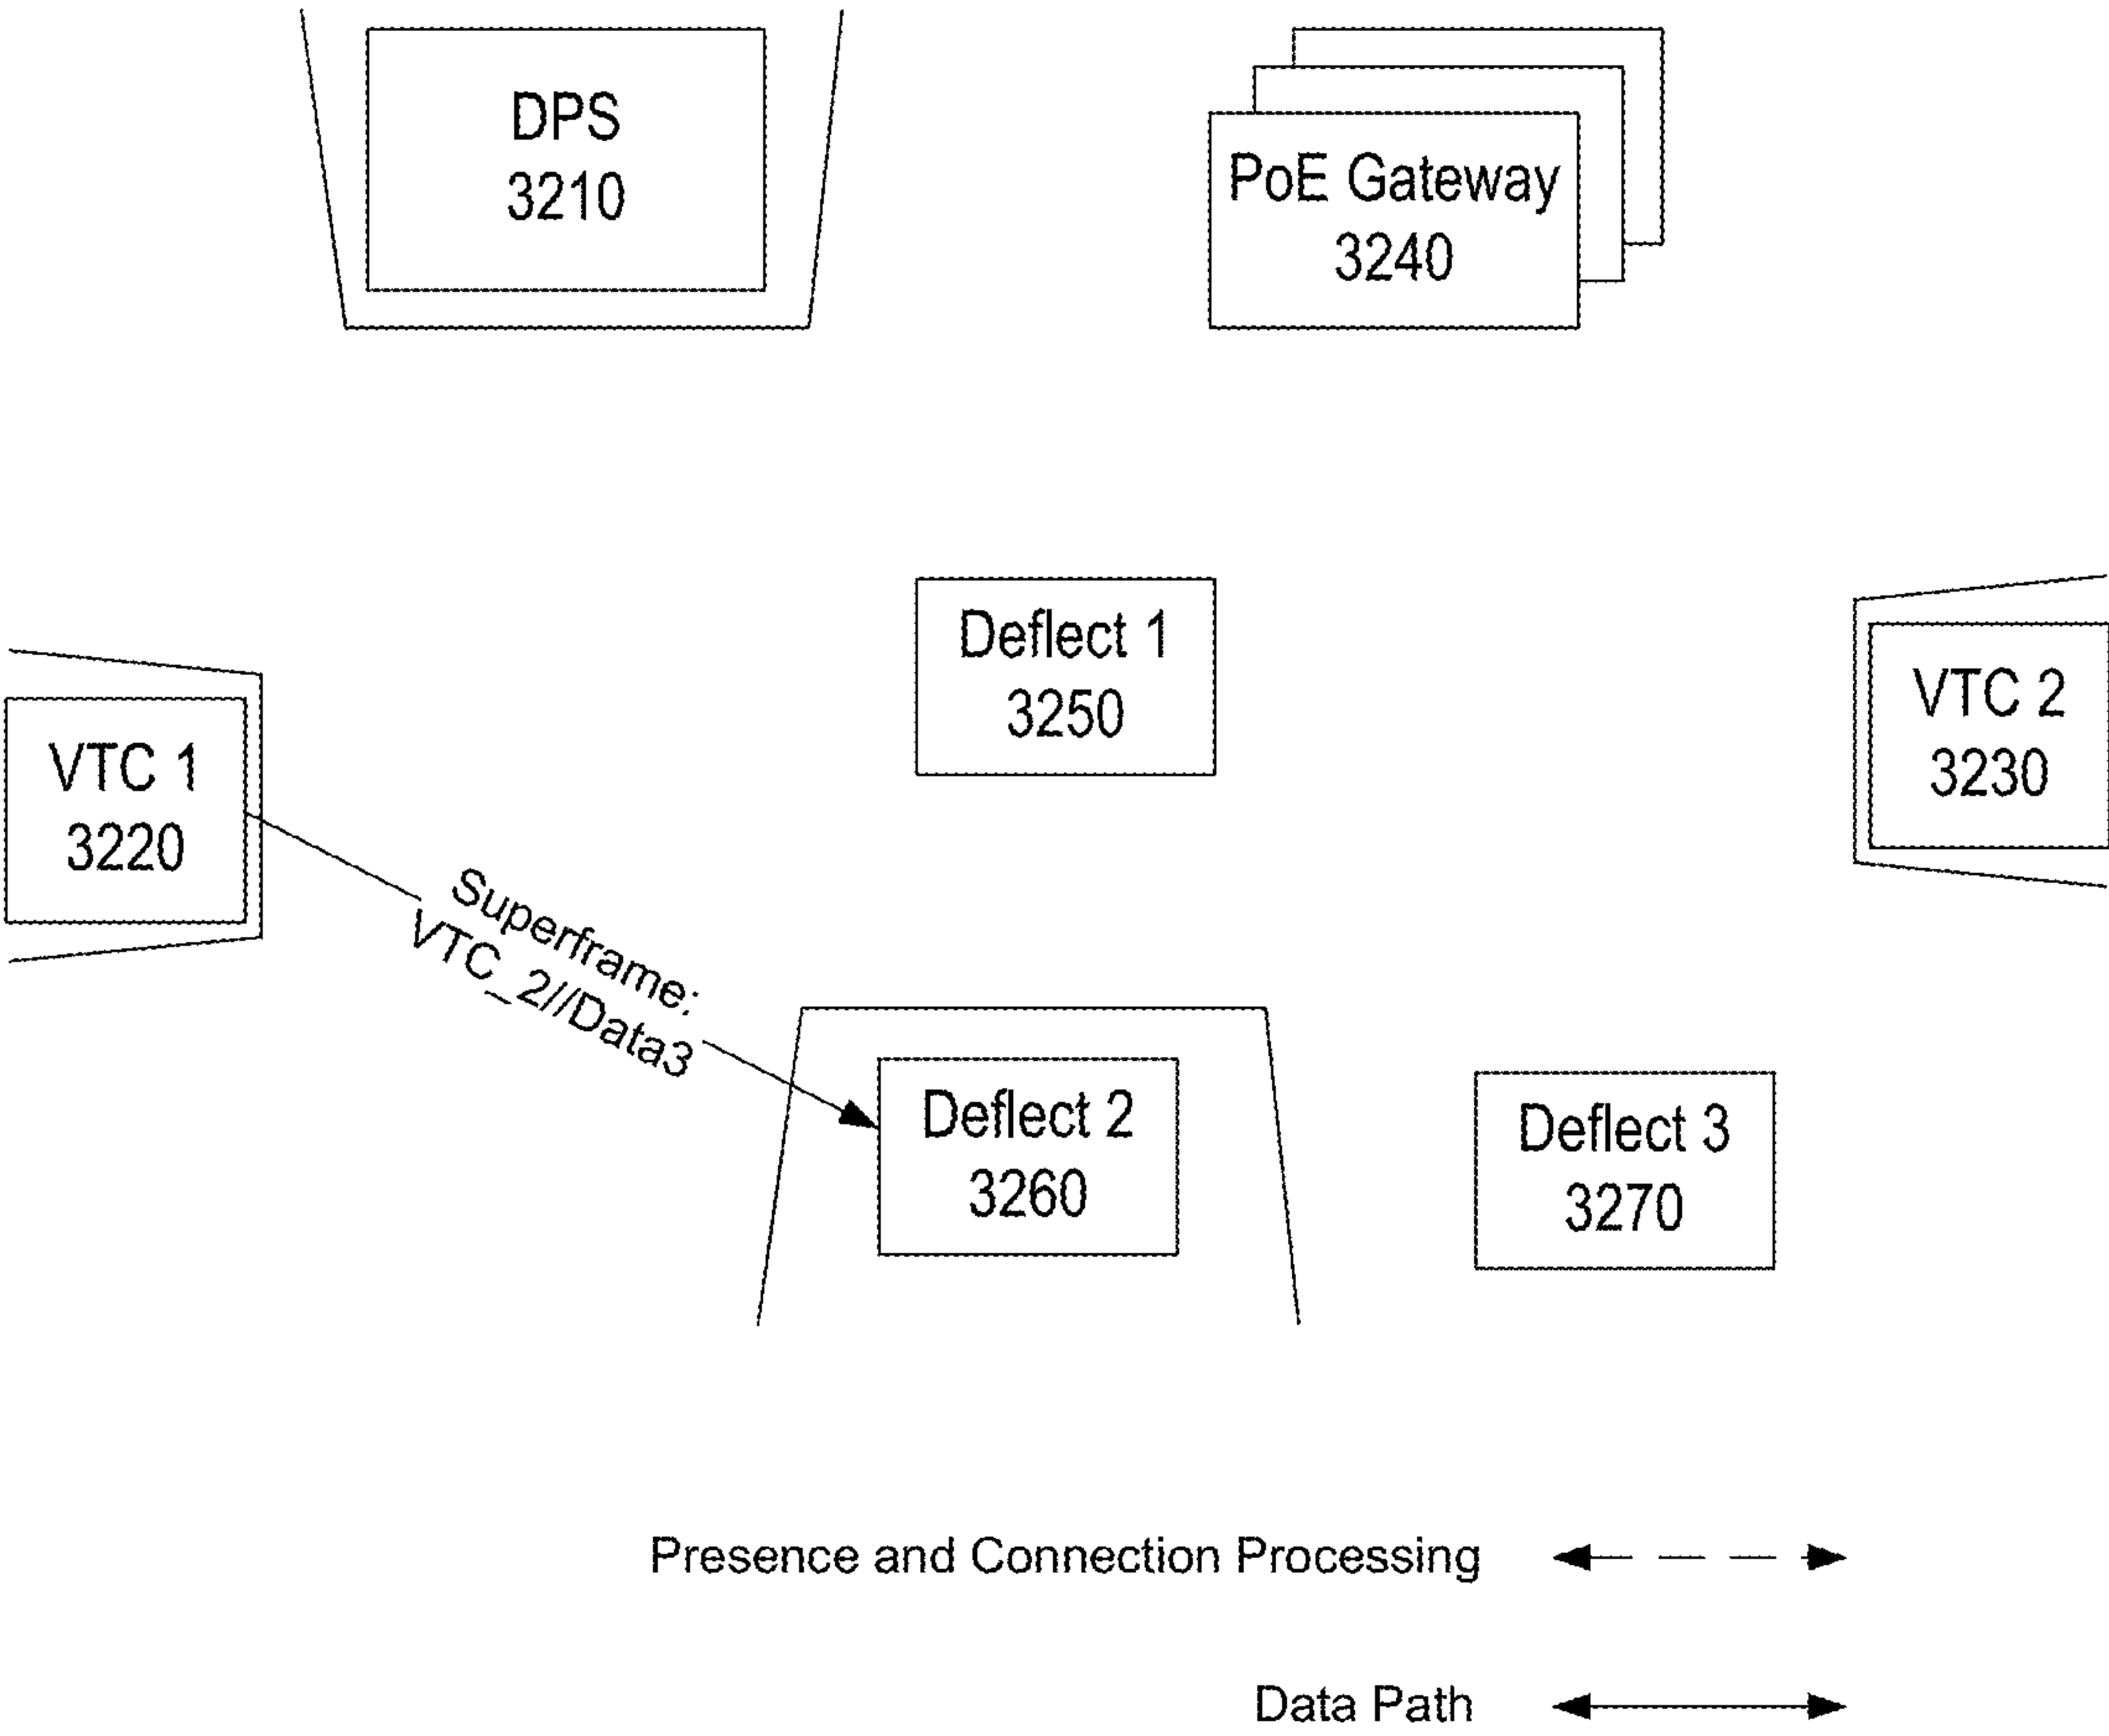 DPS
3210
PoE Gateway
3240
Deflect 1
3250
VTC 2
3230
VTC 1
3220
Superframe:
VTC_2//Data3
Deflect 2
3260
Deflect 3
3270
Presence and Connection Processing
Data Path